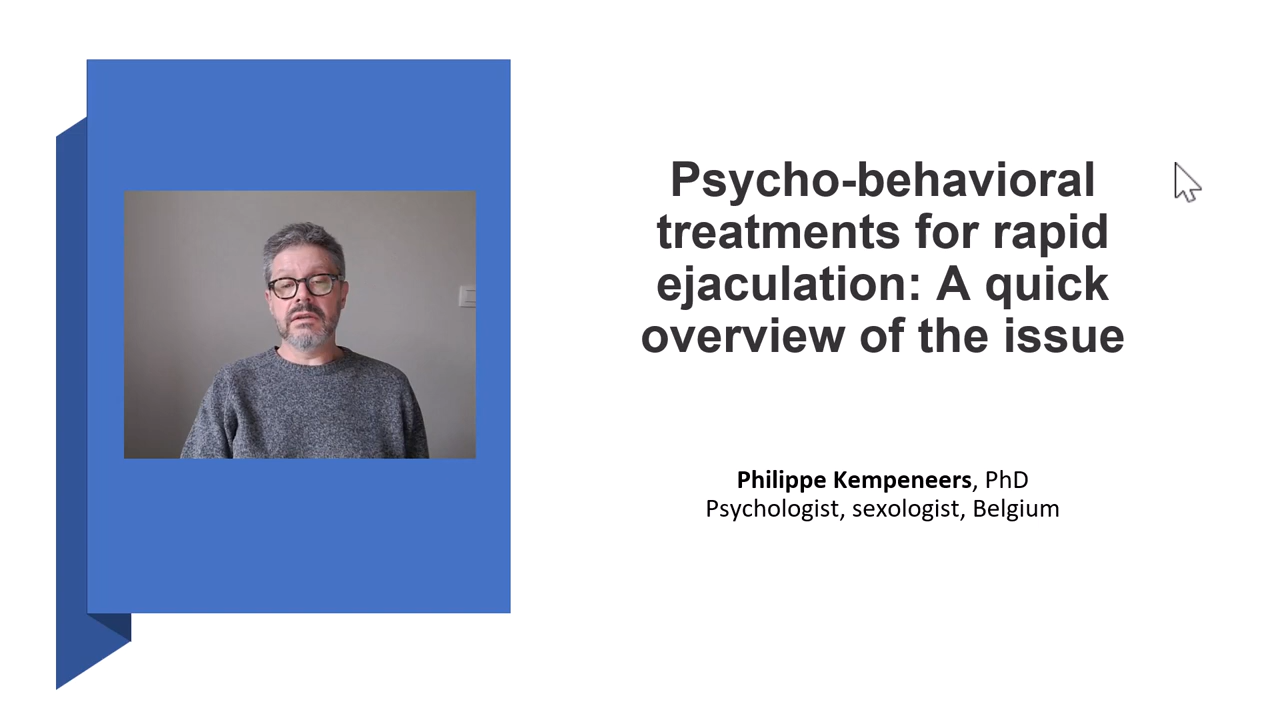 Psycho-behavioral
treatments for rapid
ejaculation: A quick
overview of the issue
Philippe Kempeneers, PhD
Psychologist, sexologist, Belgium